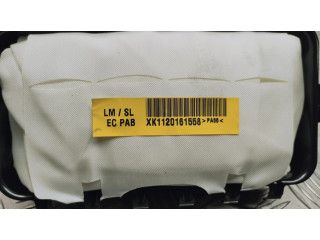 LM / SL
EC PAB XK1120161558 >PA66<